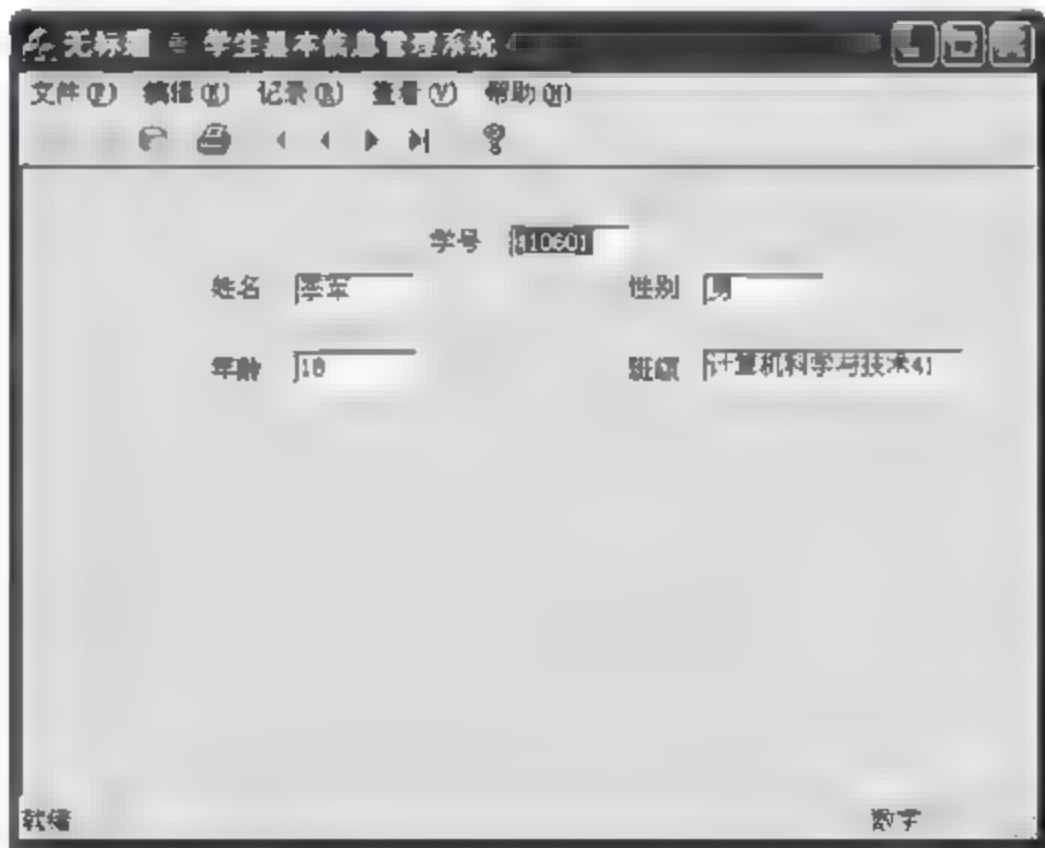 无标题 - 学生基本信息管理系统
文件(F) 编辑(E) 记录(R) 查看(V) 帮助(H)
学号 410601
姓名 李军 性别 男
年龄 18 班级 计算机科学与技术41
就绪 数字